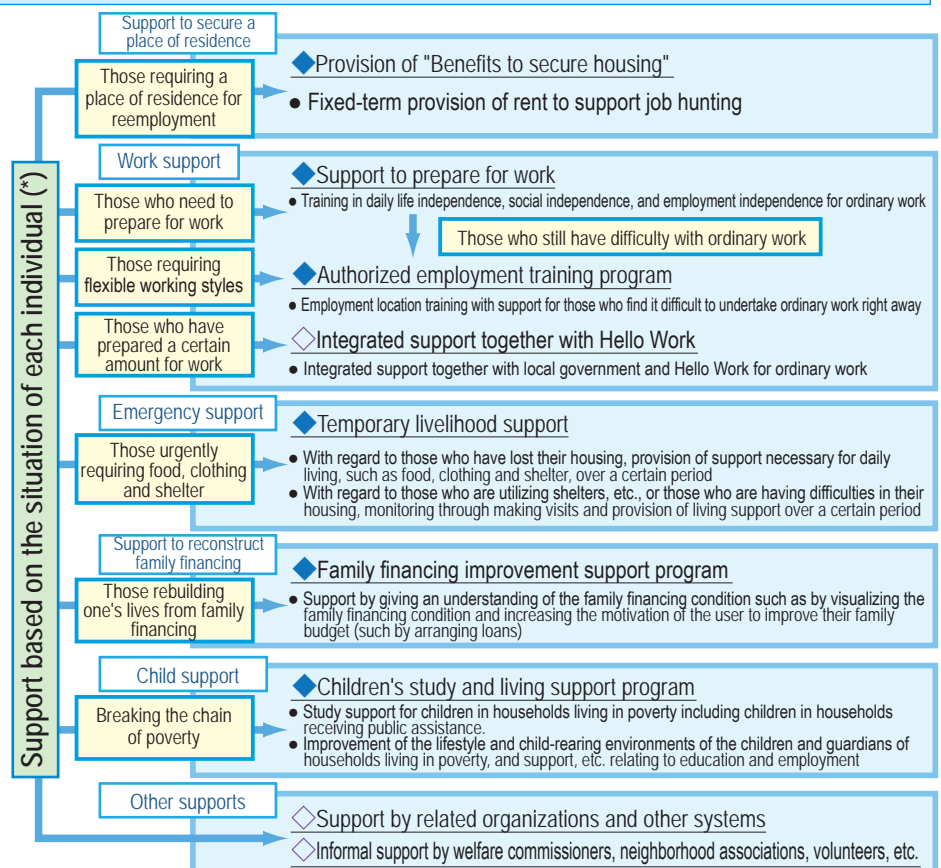 Support based on the situation of each individual (*)
Support to secure a
place of residence
Those requiring a
place of residence for
reemployment
◆Provision of "Benefits to secure housing"
● Fixed-term provision of rent to support job hunting
Work support
Those who need to
prepare for work
◆Support to prepare for work
● Training in daily life independence, social independence, and employment independence for ordinary work
Those who still have difficulty with ordinary work
Those requiring
flexible working styles
◆Authorized employment training program
● Employment location training with support for those who find it difficult to undertake ordinary work right away
Those who have
prepared a certain
amount for work
◇Integrated support together with Hello Work
● Integrated support together with local government and Hello Work for ordinary work
Emergency support
Those urgently
requiring food, clothing
and shelter
◆Temporary livelihood support
● With regard to those who have lost their housing, provision of support necessary for daily
living, such as food, clothing and shelter, over a certain period
● With regard to those who are utilizing shelters, etc., or those who are having difficulties in their
housing, monitoring through making visits and provision of living support over a certain period
Support to reconstruct
family financing
Those rebuilding
one's lives from family
financing
◆Family financing improvement support program
● Support by giving an understanding of the family financing condition such as by visualizing the
family financing condition and increasing the motivation of the user to improve their family
budget (such by arranging loans)
Child support
Breaking the chain
of poverty
◆Children's study and living support program
● Study support for children in households living in poverty including children in households
receiving public assistance.
● Improvement of the lifestyle and child-rearing environments of the children and guardians of
households living in poverty, and support, etc. relating to education and employment
Other supports
◇Support by related organizations and other systems
◇Informal support by welfare commissioners, neighborhood associations, volunteers, etc.